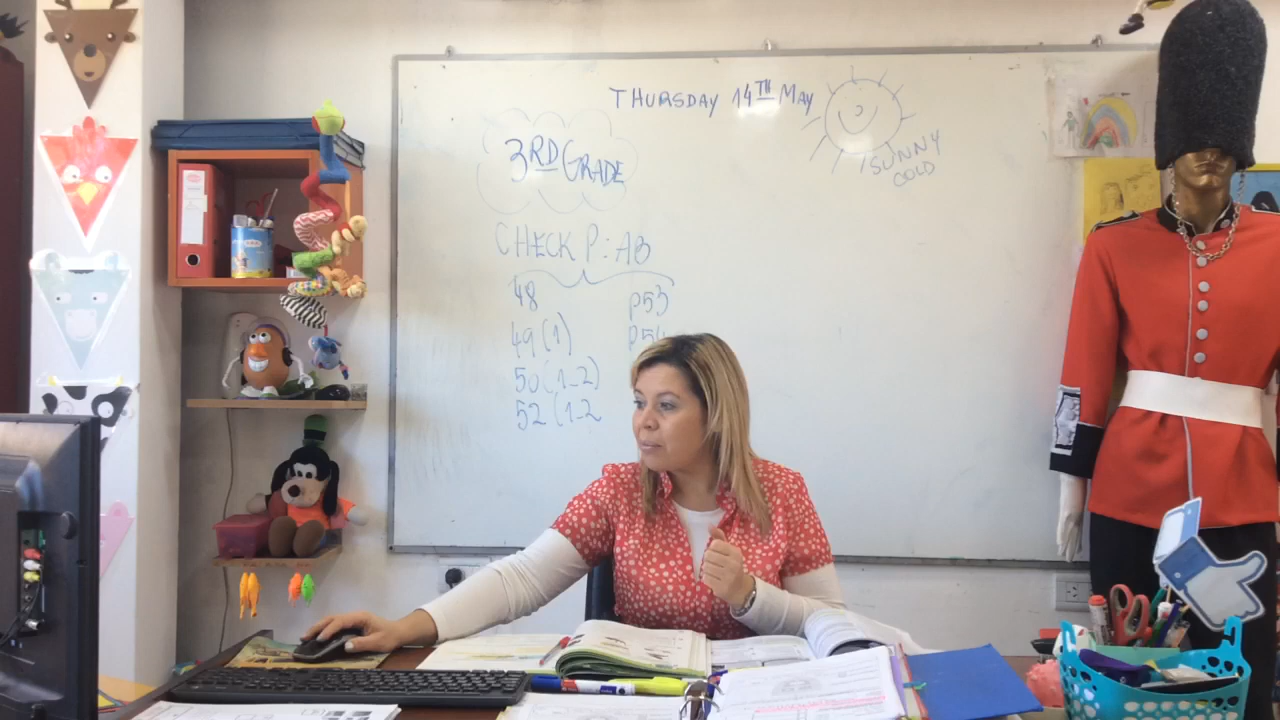 THURSDAY 14TH MAY
SUNNY
COLD
3RD GRADE
CHECK P: AB
48
49 (1)
50 (1-2)
52 (1-2
p53
p54